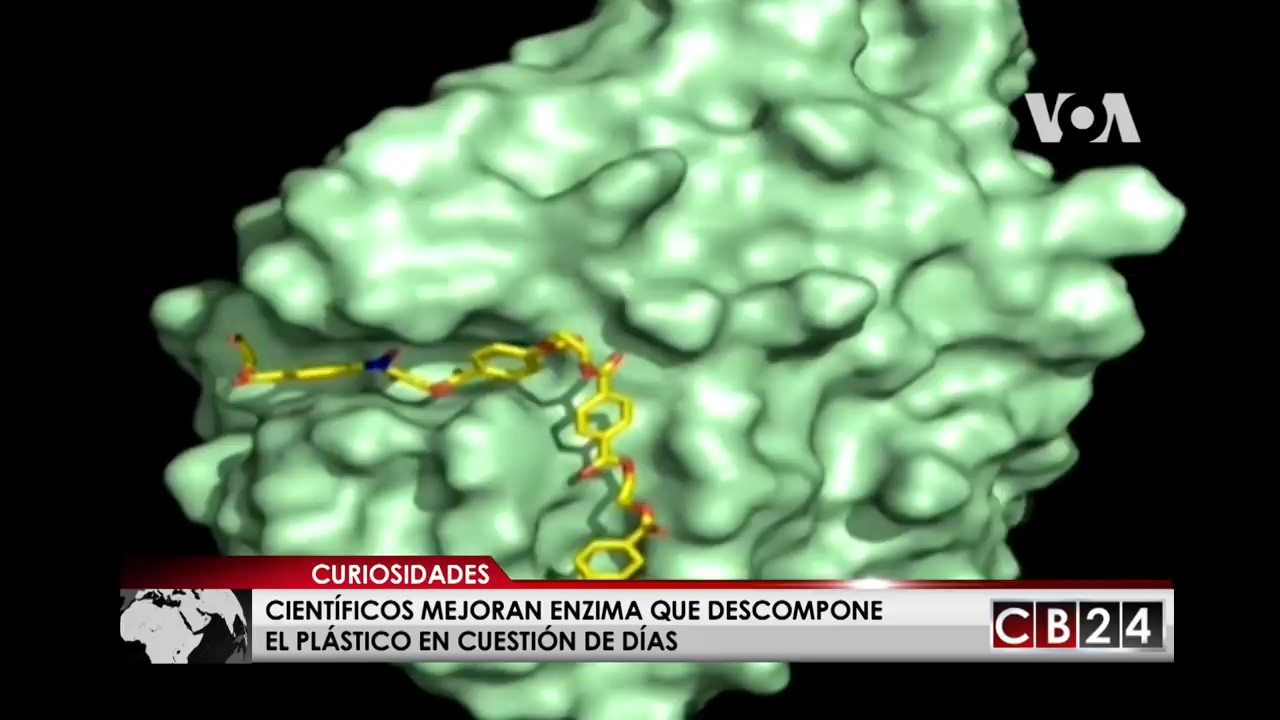 VOA
CURIOSIDADES
CIENTÍFICOS MEJORAN ENZIMA QUE DESCOMPONE
EL PLÁSTICO EN CUESTIÓN DE DÍAS
CB24